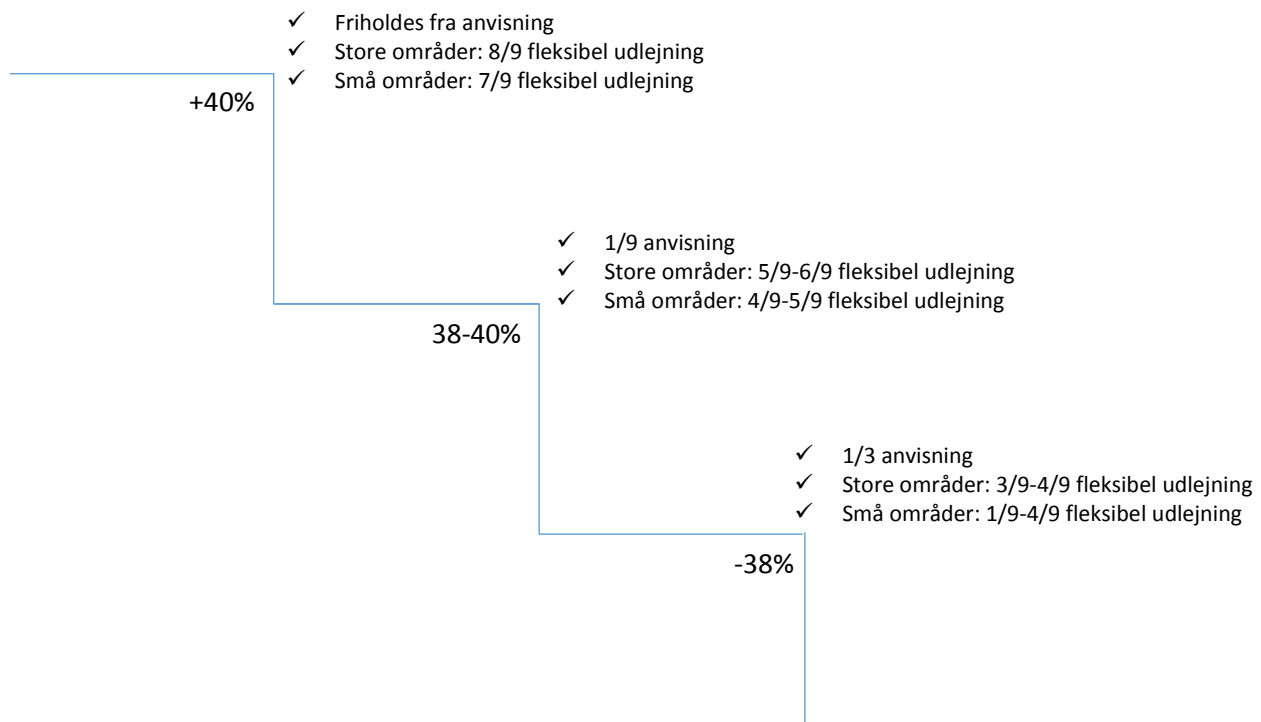 ✓ Friholdes fra anvisning
✓ Store områder: 8/9 fleksibel udlejning
✓ Små områder: 7/9 fleksibel udlejning
+40%
✓ 1/9 anvisning
✓ Store områder: 5/9-6/9 fleksibel udlejning
✓ Små områder: 4/9-5/9 fleksibel udlejning
38-40%
✓ 1/3 anvisning
✓ Store områder: 3/9-4/9 fleksibel udlejning
✓ Små områder: 1/9-4/9 fleksibel udlejning
-38%